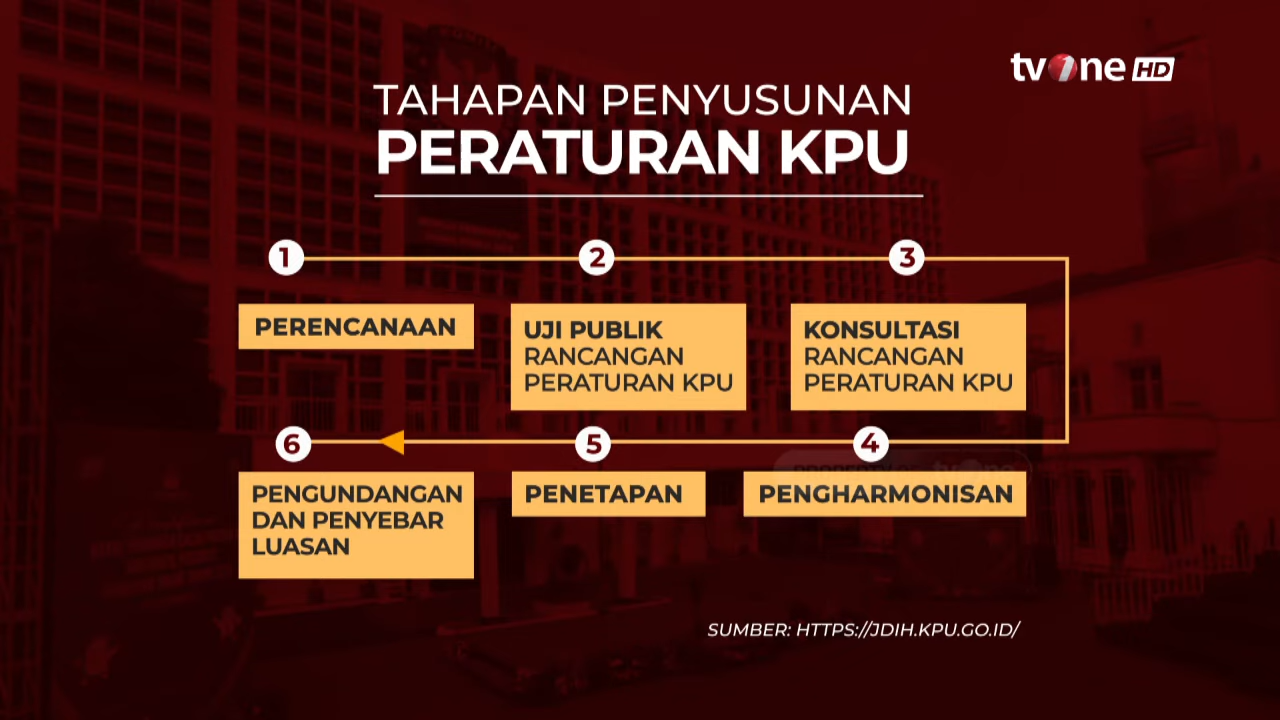 tvOne HD
TAHAPAN PENYUSUNAN
PERATURAN KPU
1
PERENCANAAN
2
UJI PUBLIK
RANCANGAN
PERATURAN KPU
3
KONSULTASI
RANCANGAN
PERATURAN KPU
4
PENGHARMONISAN
5
PENETAPAN
6
PENGUNDANGAN
DAN PENYEBAR
LUASAN
SUMBER: HTTPS://JDIH.KPU.GO.ID/